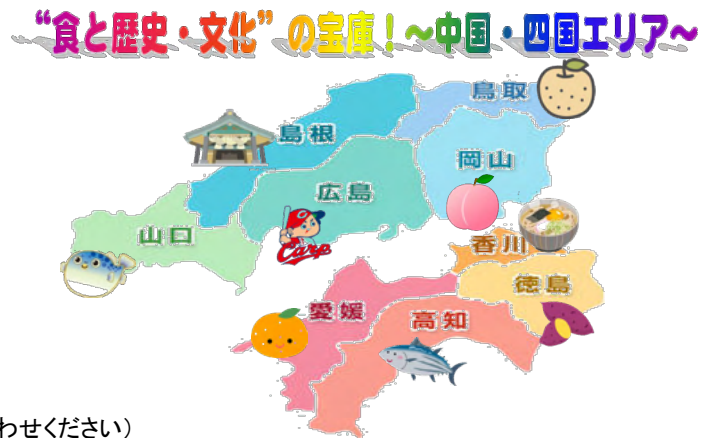 “食と歴史・文化”の宝庫！～中国・四国エリア～
鳥取
島根
岡山
広島
Carp
山口
香川
徳島
愛媛
高知
わせください）